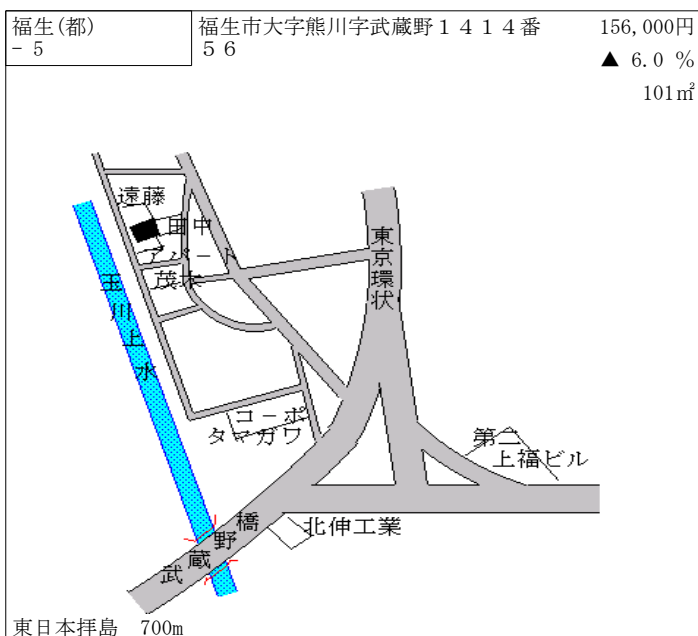 福生(都)
－ 5
福生市大字熊川字武蔵野１４１４番
５６
156,000円
▲ 6.0 %
101㎡
遠藤
田中
アパート
茂木
玉川上水
東京環状
コーポ
タマガワ
第二
上福ビル
北伸工業
武蔵野橋
東日本拝島　700m